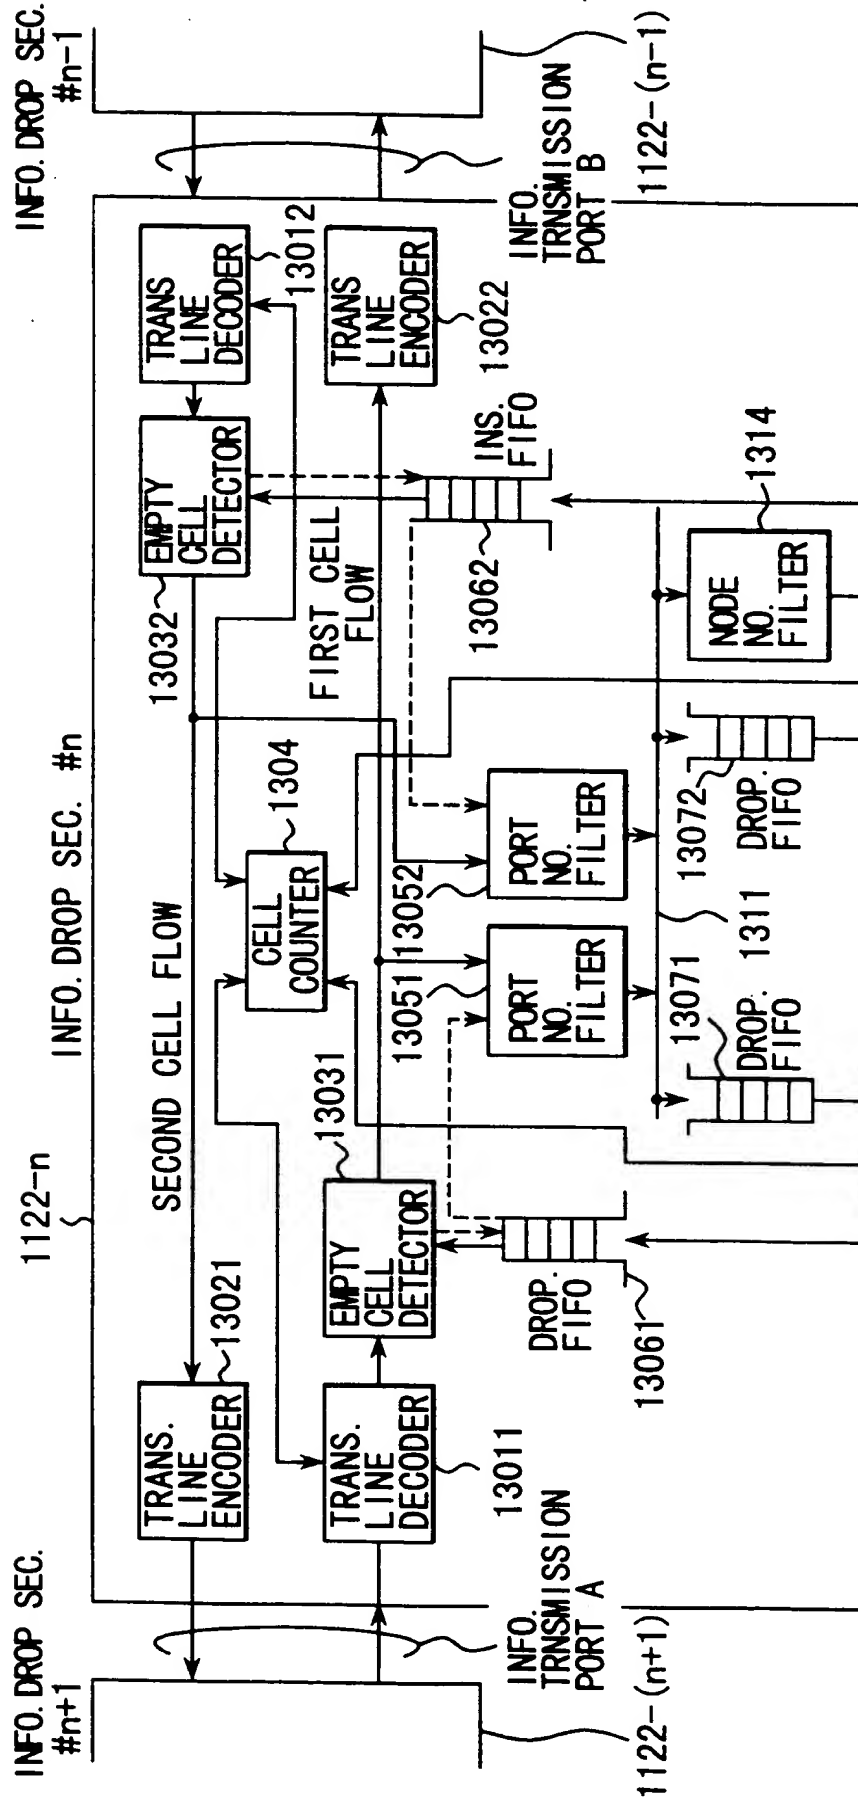 INFO. DROP SEC.
#n+1
INFO. DROP SEC. #n
INFO. DROP SEC.
#n-1
1122-n
SECOND CELL FLOW
TRANS.
LINE
ENCODER
13021
CELL
COUNTER
1304
EMPTY
CELL
DETECTOR
13032
TRANS
LINE
DECODER
13012
TRANS.
LINE
DECODER
13011
EMPTY
CELL
DETECTOR
13031
FIRST CELL
FLOW
TRANS
LINE
ENCODER
13022
INFO.
TRNSMISSION
PORT A
1122-(n+1)
DROP.
FIFO
13061
13051
PORT
NO.
FILTER
13052
PORT
NO.
FILTER
13062
INS.
FIFO
INFO.
TRNSMISSION
PORT B
1122-(n-1)
13071
DROP.
FIFO
1311
13072
DROP.
FIFO
NODE
NO.
FILTER
1314